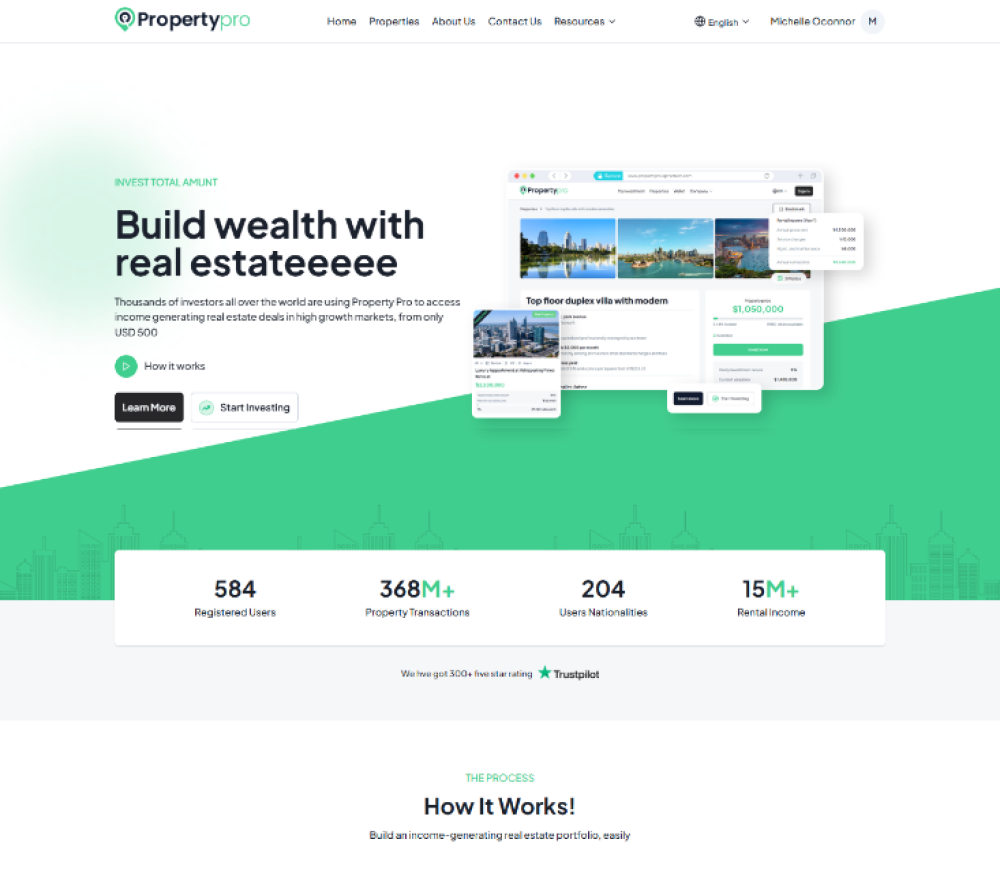 Propertypro
Home Properties About Us Contact Us Resources
English
Michelle Oconnor M
INVEST TOTAL AMUNT
Build wealth with
real estateeeeee
Thousands of investors all over the world are using Property Pro to access
income generating real estate deals in high growth markets, from only
USD 500
How it works
Learn More
Start Investing
Propertypro
Top floor duplex villa with modern
$1,050,000
584
Registered Users
368M+
Property Transactions
204
Users Nationalities
15M+
Rental Income
We hve got 300+ five star rating
Trustpilot
THE PROCESS
How It Works!
Build an income-generating real estate portfolio, easily